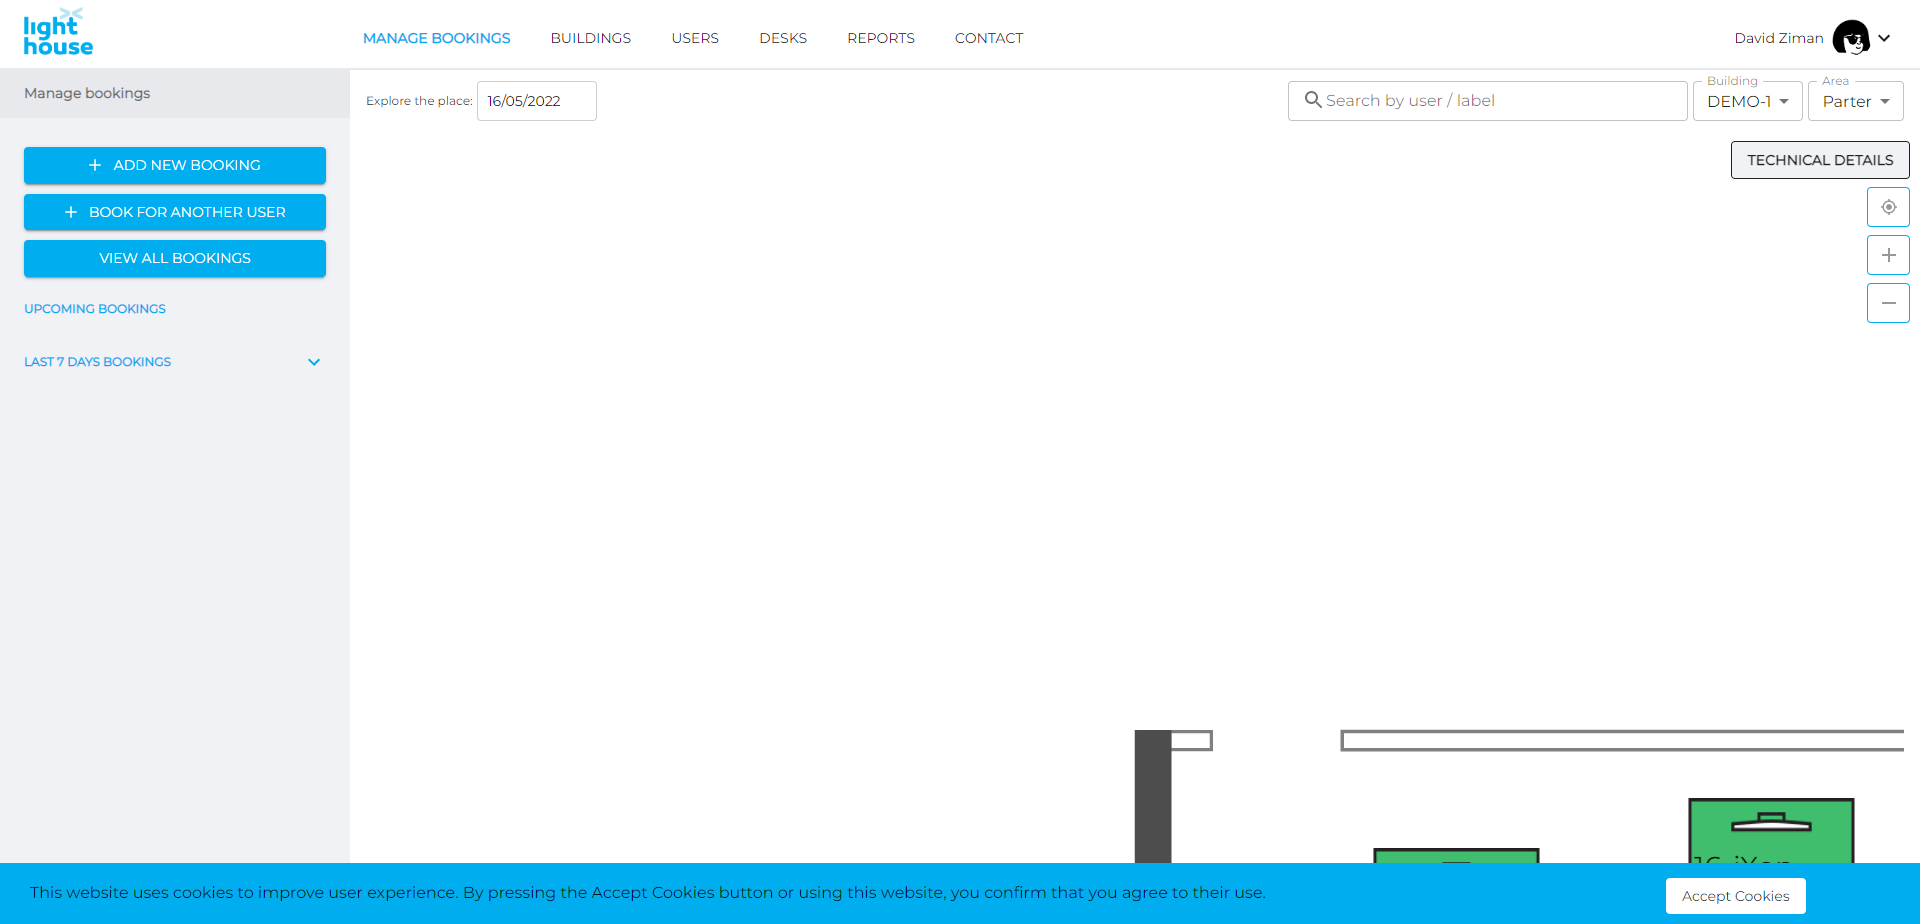 light
house
MANAGE BOOKINGS
BUILDINGS
USERS
DESKS
REPORTS
CONTACT
David Ziman
Manage bookings
Explore the place:
16/05/2022
Search by user / label
Building
DEMO-1
Area
Parter
TECHNICAL DETAILS
+ ADD NEW BOOKING
+ BOOK FOR ANOTHER USER
VIEW ALL BOOKINGS
UPCOMING BOOKINGS
LAST 7 DAYS BOOKINGS
This website uses cookies to improve user experience. By pressing the Accept Cookies button or using this website, you confirm that you agree to their use.
Accept Cookies